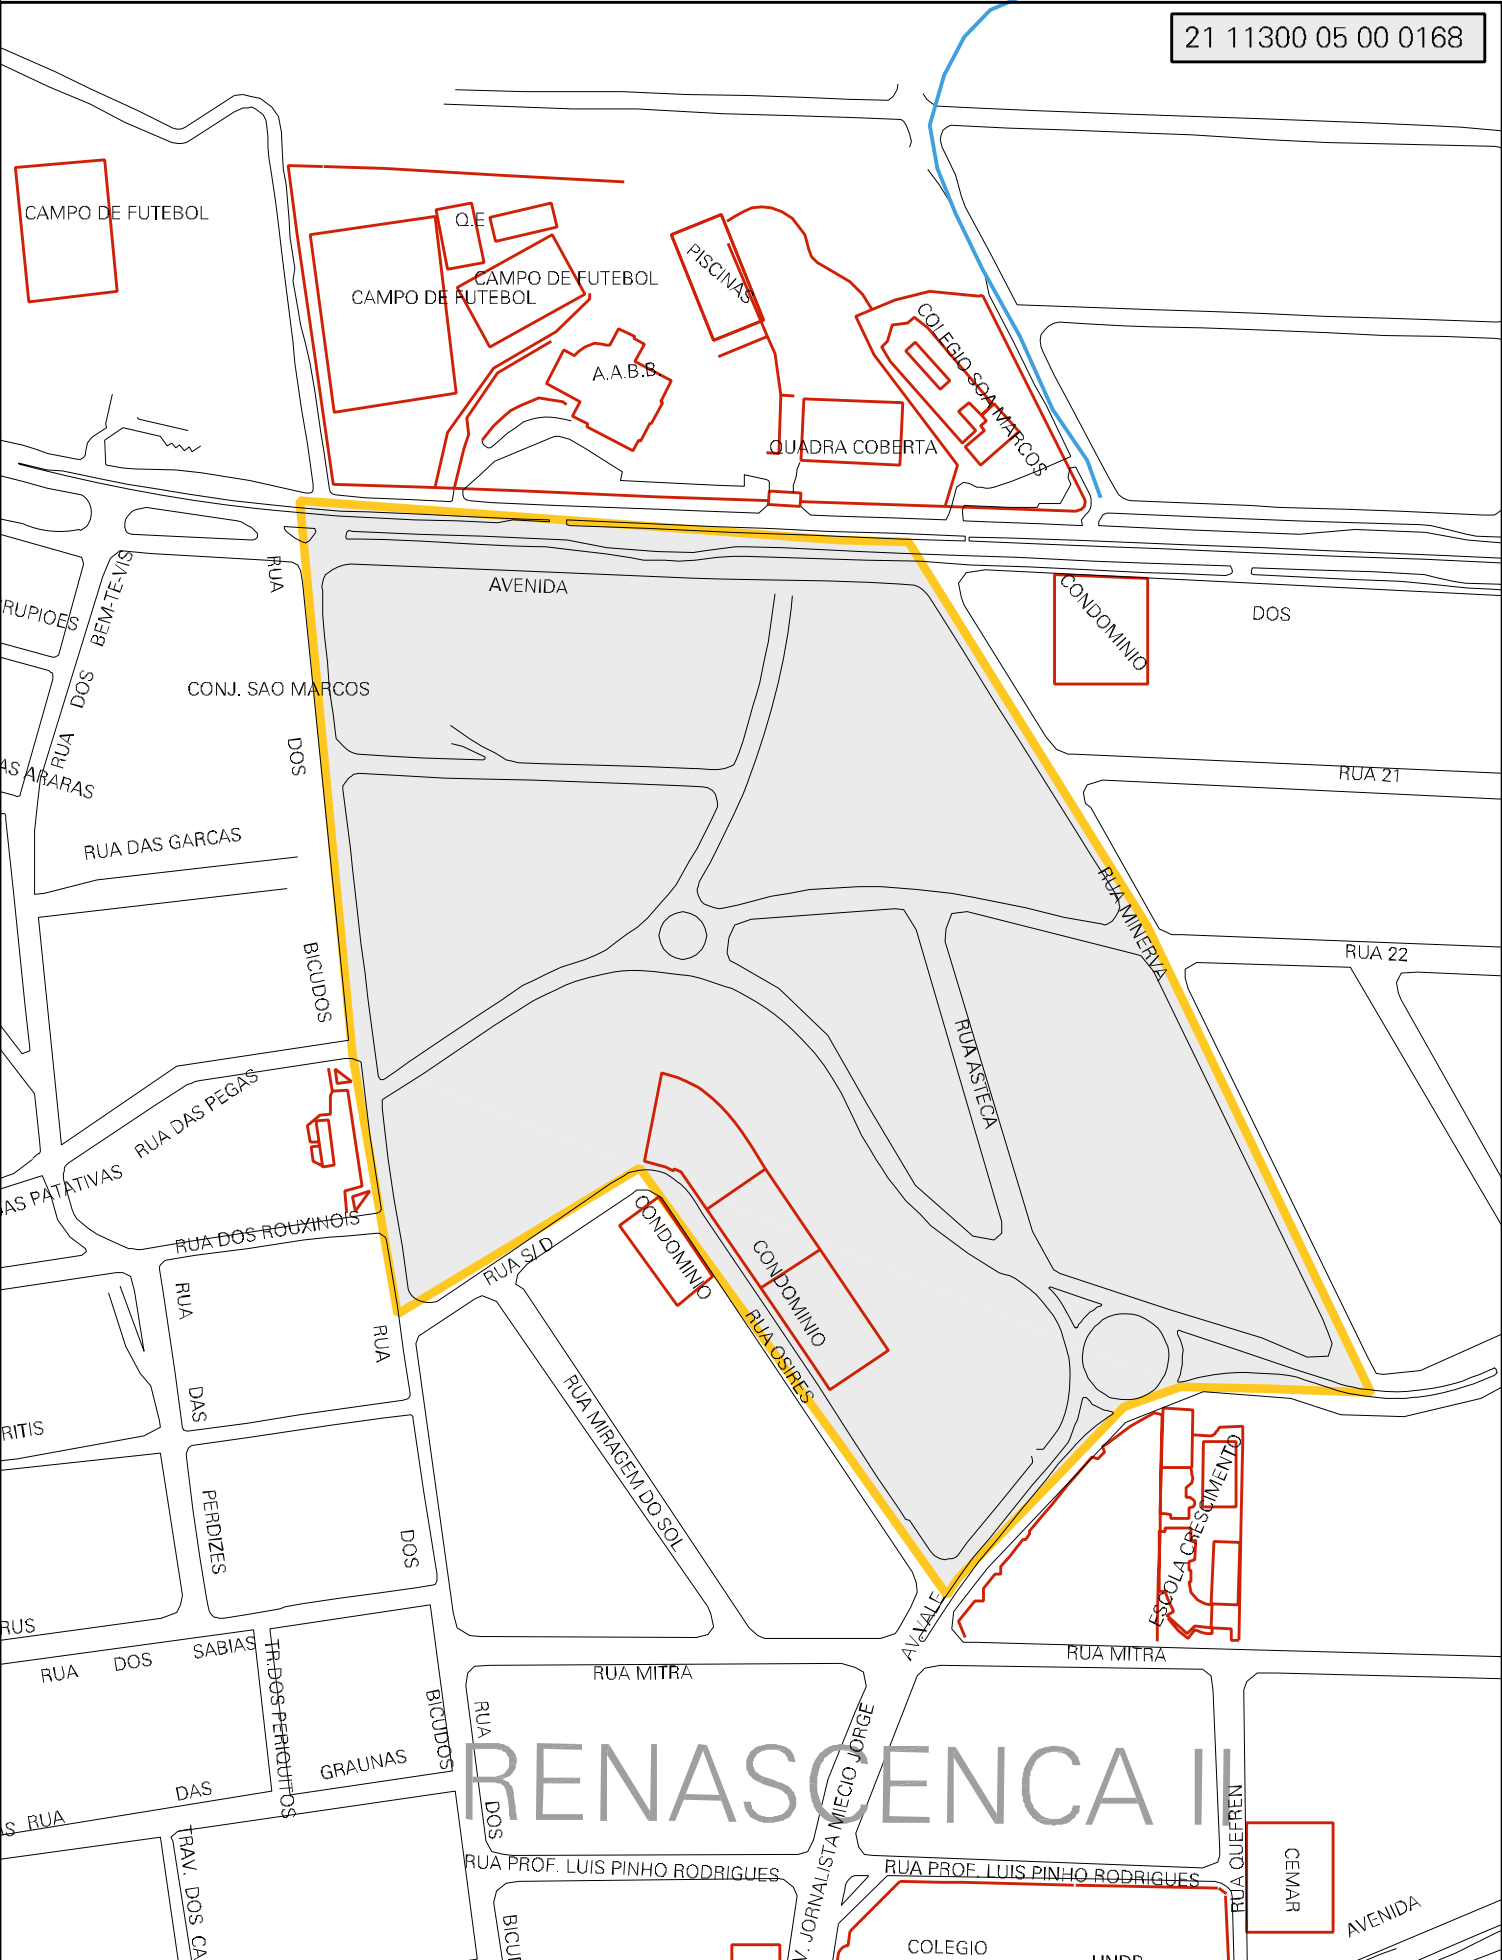 21 11300 05 00 0168
CAMPO DE FUTEBOL
Q.E
CAMPO DE FUTEBOL
CAMPO DE FUTEBOL
PISCINAS
A.A.B.B.
COLEGIO SOA MARCOS
QUADRA COBERTA
RUA
AVENIDA
CONDOMINIO
DOS
RUPIOES
RUA DOS BEM-TE-VIS
CONJ. SAO MARCOS
DOS
AS ARARAS
RUA 21
RUA DAS GARCAS
RUA MINERVA
BICUDOS
RUA 22
RUA ASTECA
RUA DAS PEGAS
AS PATATIVAS
RUA DOS ROUXINOIS
RUA S/D
CONDOMINIO
CONDOMINIO
RUA
RUA
RUA OSIRES
DAS
RUA MIRAGEM DO SOL
RITIS
ESCOLA CRESCIMENTO
PERDIZES
DOS
RUS
AV.VALE
RUA DOS SABIAS
TR.DOS PERIQUITOS
RUA MITRA
RUA MITRA
BICUDOS
RUA
GRAUNAS
RENASCENCA II
DAS
S RUA
DOS
V. JORNALISTA MIECIO JORGE
RUA QUEFREN
TRAV. DOS CA
RUA PROF. LUIS PINHO RODRIGUES
RUA PROF. LUIS PINHO RODRIGUES
CEMAR
AVENIDA
BICU
COLEGIO
UNDB